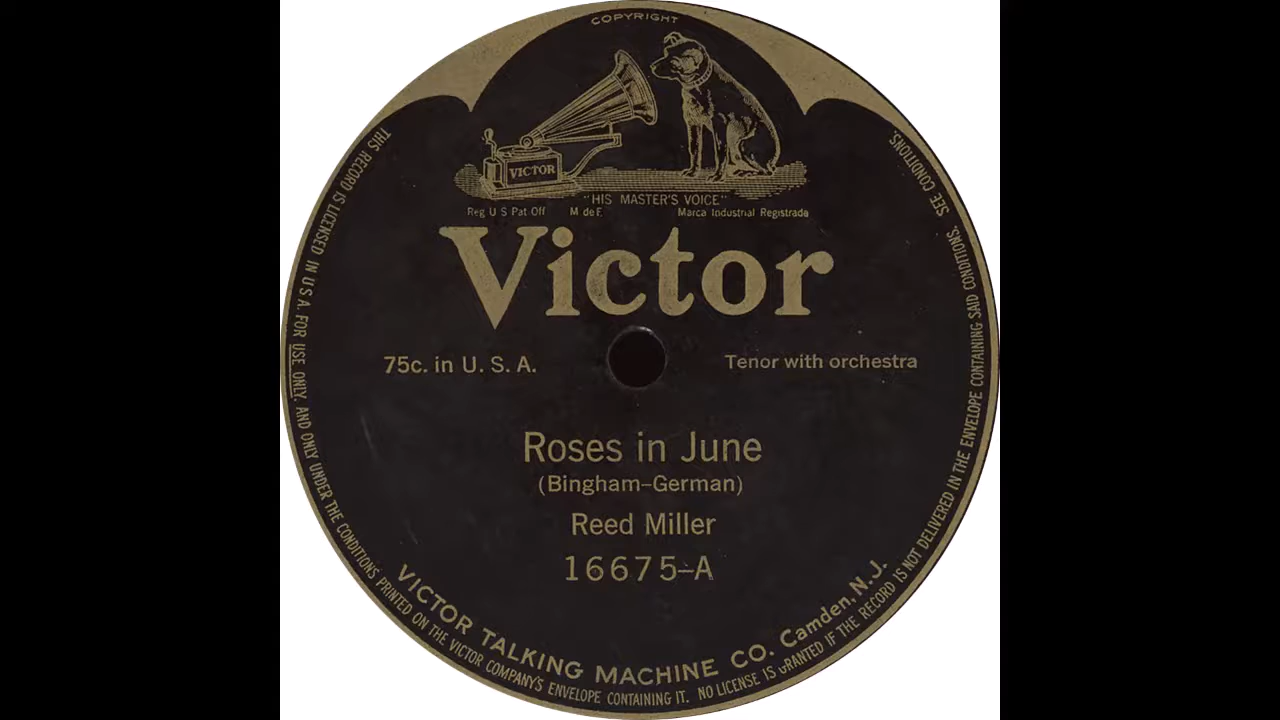 COPYRIGHT
VICTOR
"HIS MASTER'S VOICE"
Reg U S Pat Off M de F. Marca Industrial Registrada
Victor
75c. in U. S. A.
Tenor with orchestra
Roses in June
(Bingham-German)
Reed Miller
16675-A
VICTOR TALKING MACHINE CO. Camden, N. J.
THIS RECORD IS LICENSED IN U.S.A. FOR USE ONLY, AND ONLY UNDER THE CONDITIONS PRINTED ON THE VICTOR COMPANY'S ENVELOPE CONTAINING IT. NO LICENSE IS GRANTED IF THE RECORD IS NOT DELIVERED IN THE ENVELOPE CONTAINING SAID CONDITIONS. SEE CONDITIONS.